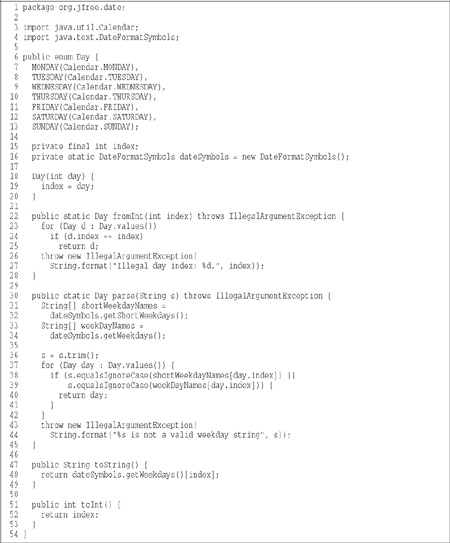 1 package org.jfree.date;
2
3 import java.util.Calendar;
4 import java.text.DateFormatSymbols;
5
6 public enum Day {
7 MONDAY(Calendar.MONDAY),
8 TUESDAY(Calendar.TUESDAY),
9 WEDNESDAY(Calendar.WEDNESDAY),
10 THURSDAY(Calendar.THURSDAY),
11 FRIDAY(Calendar.FRIDAY),
12 SATURDAY(Calendar.SATURDAY),
13 SUNDAY(Calendar.SUNDAY);
14
15 private final int index;
16 private static DateFormatSymbols dateSymbols = new DateFormatSymbols();
17
18 Day(int day) {
19 index = day;
20 }
21
22 public static Day fromInt(int index) throws IllegalArgumentException {
23 for (Day d : Day.values())
24 if (d.index == index)
25 return d;
26 throw new IllegalArgumentException(
27 String.format("Illegal day index: %d.", index));
28 }
29
30 public static Day parse(String s) throws IllegalArgumentException {
31 String[] shortWeekdayNames =
32 dateSymbols.getShortWeekdays();
33 String[] weekDayNames =
34 dateSymbols.getWeekdays();
35
36 s = s.trim();
37 for (Day day : Day.values()) {
38 if (s.equalsIgnoreCase(shortWeekdayNames[day.index]) ||
39 s.equalsIgnoreCase(weekDayNames[day.index])) {
40 return day;
41 }
42 }
43 throw new IllegalArgumentException(
44 String.format("%s is not a valid weekday string", s));
45 }
46
47 public String toString() {
48 return dateSymbols.getWeekdays()[index];
49 }
50
51 public int toInt() {
52 return index;
53 }
54 }